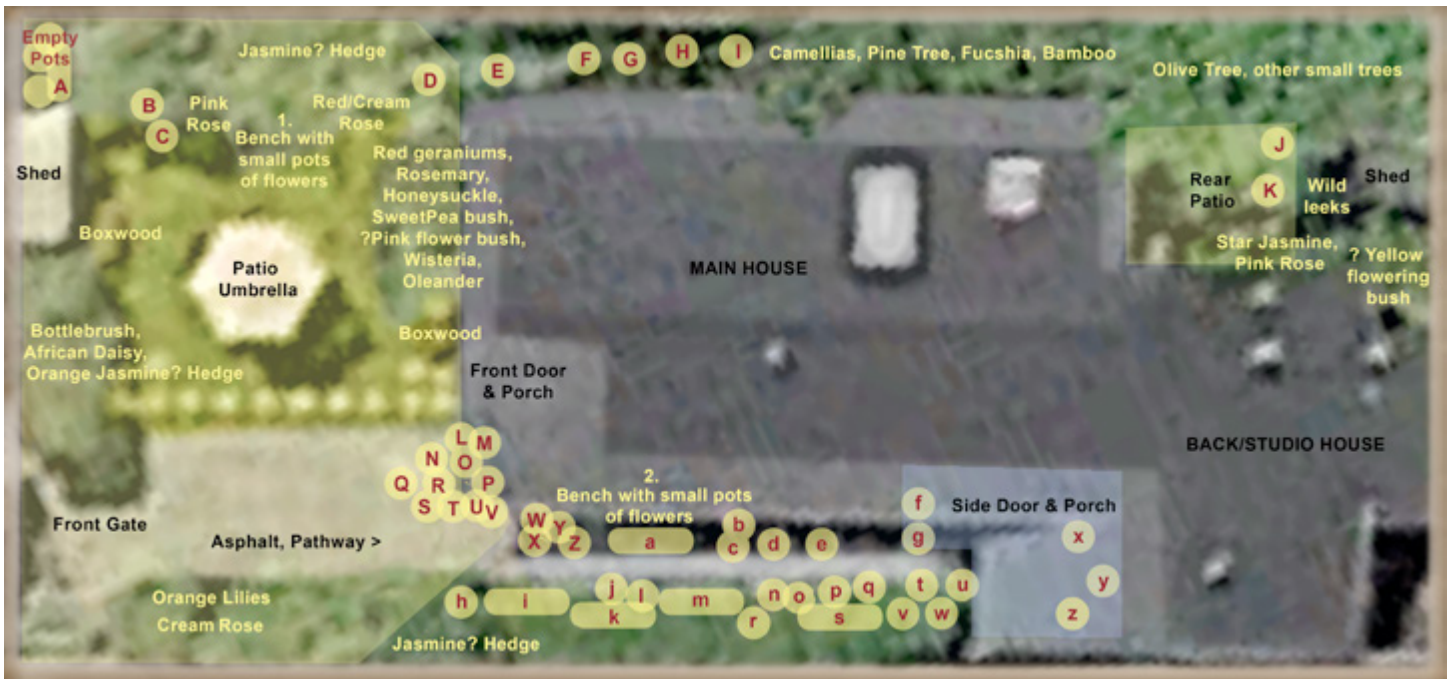 Empty
Pots
A
Jasmine? Hedge
D
E
F
G
H
I
Camellias, Pine Tree, Fucshia, Bamboo
Olive Tree, other small trees
B
C
Pink
Rose
1.
Bench with
small pots
of flowers
Red/Cream
Rose
Shed
Red geraniums,
Rosemary,
Honeysuckle,
SweetPea bush,
?Pink flower bush,
Wisteria,
Oleander
Boxwood
Patio
Umbrella
MAIN HOUSE
J
K
Rear
Patio
Wild
leeks
Shed
Star Jasmine,
Pink Rose
? Yellow
flowering
bush
Bottlebrush,
African Daisy,
Orange Jasmine? Hedge
Boxwood
Front Door
& Porch
BACK/STUDIO HOUSE
L
M
N
O
Q
R
P
S
T
U
V
Front Gate
Asphalt, Pathway >
2.
Bench with small pots
of flowers
W
Y
X
Z
a
b
c
d
e
f
g
Side Door & Porch
x
y
z
Orange Lilies
Cream Rose
h
i
j
l
k
m
n
o
p
q
r
s
t
u
v
w
Jasmine? Hedge